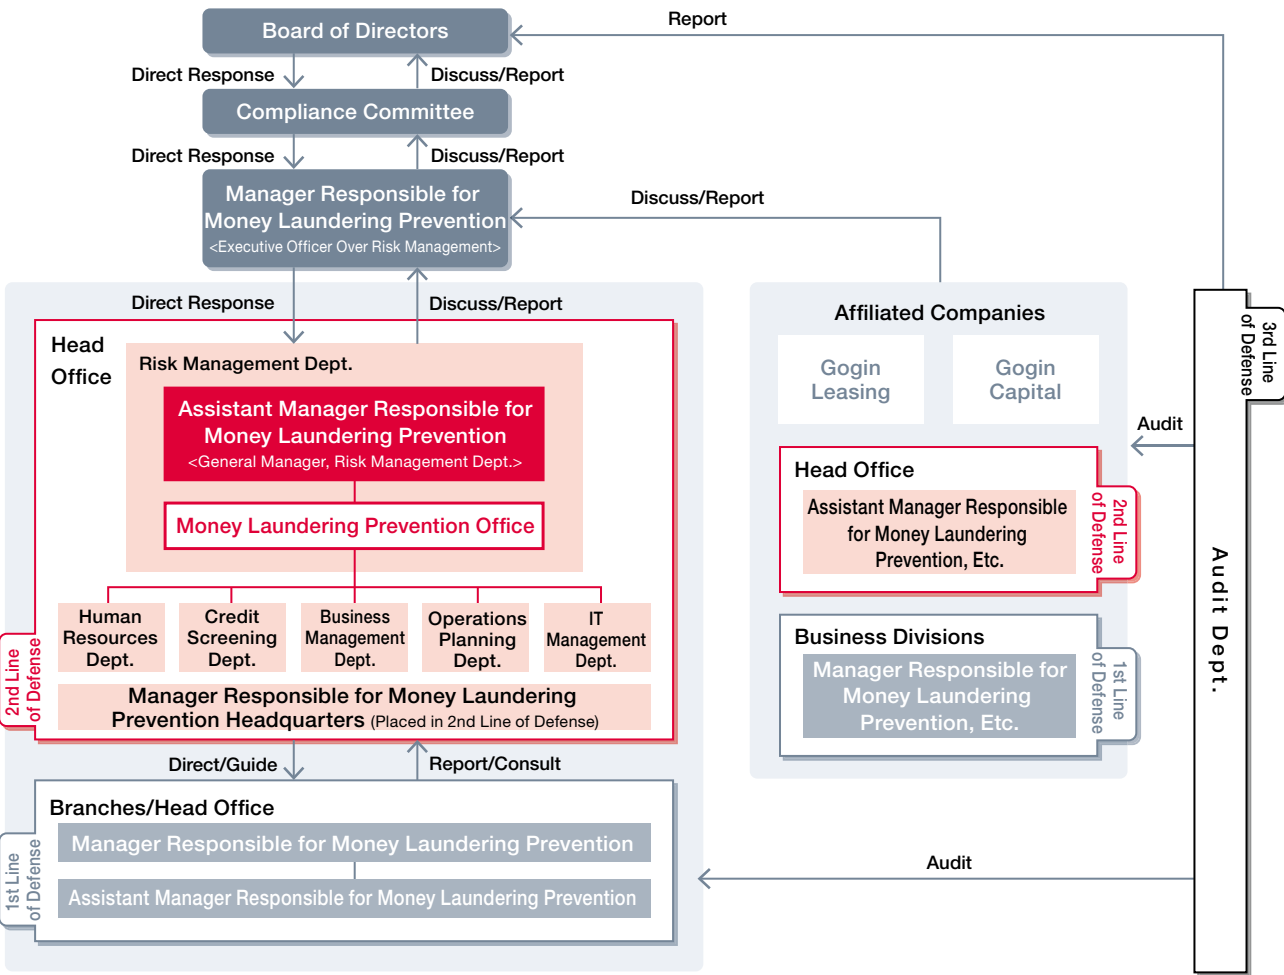 Board of Directors
Report
Direct Response
Discuss/Report
Compliance Committee
Direct Response
Discuss/Report
Manager Responsible for
Money Laundering Prevention
<Executive Officer Over Risk Management>
Discuss/Report
Direct Response
Discuss/Report
Head
Office
Risk Management Dept.
Assistant Manager Responsible for
Money Laundering Prevention
<General Manager, Risk Management Dept.>
Money Laundering Prevention Office
Human
Resources
Dept.
Credit
Screening
Dept.
Business
Management
Dept.
Operations
Planning
Dept.
IT
Management
Dept.
Manager Responsible for Money Laundering
Prevention Headquarters (Placed in 2nd Line of Defense)
2nd Line
of Defense
Direct/Guide
Report/Consult
Branches/Head Office
Manager Responsible for Money Laundering Prevention
Assistant Manager Responsible for Money Laundering Prevention
1st Line
of Defense
Affiliated Companies
Gogin
Leasing
Gogin
Capital
Head Office
Assistant Manager Responsible
for Money Laundering
Prevention, Etc.
2nd Line
of Defense
Business Divisions
Manager Responsible for
Money Laundering
Prevention, Etc.
1st Line
of Defense
Audit
Audit
Audit Dept.
3rd Line
of Defense